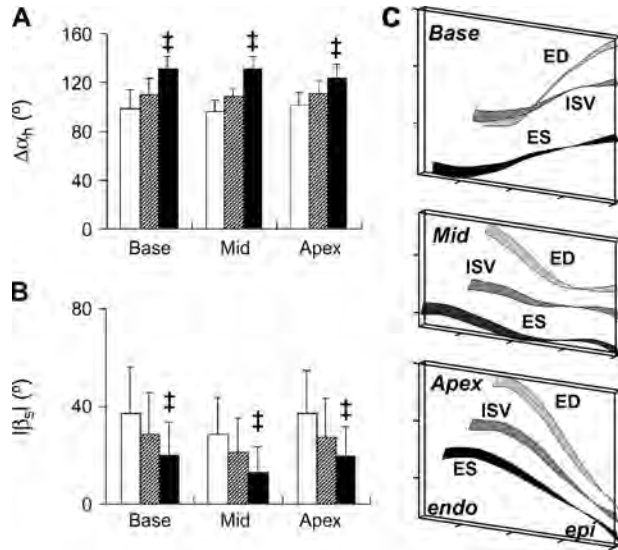 A
160
120
80
40
0
Δα_h (º)
‡
‡
‡
Base
Mid
Apex
B
80
40
0
|β_s| (º)
‡
‡
‡
Base
Mid
Apex
C
Base
ED
ISV
ES
Mid
ED
ISV
ES
Apex
ED
ISV
ES
endo
epi